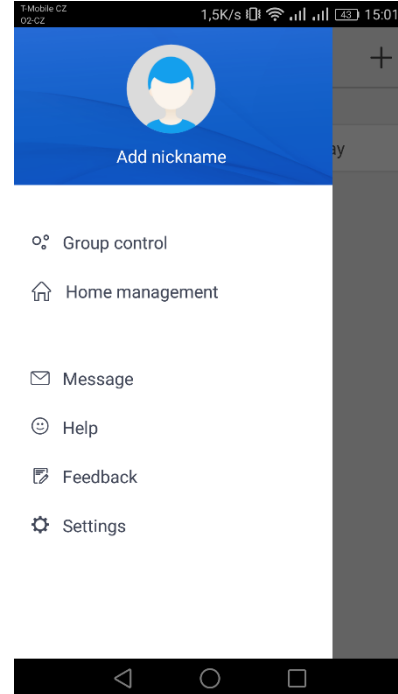 T-Mobile CZ
O2-CZ
1,5K/s 43 15:01
Add nickname
ay
Group control
Home management
Message
Help
Feedback
Settings